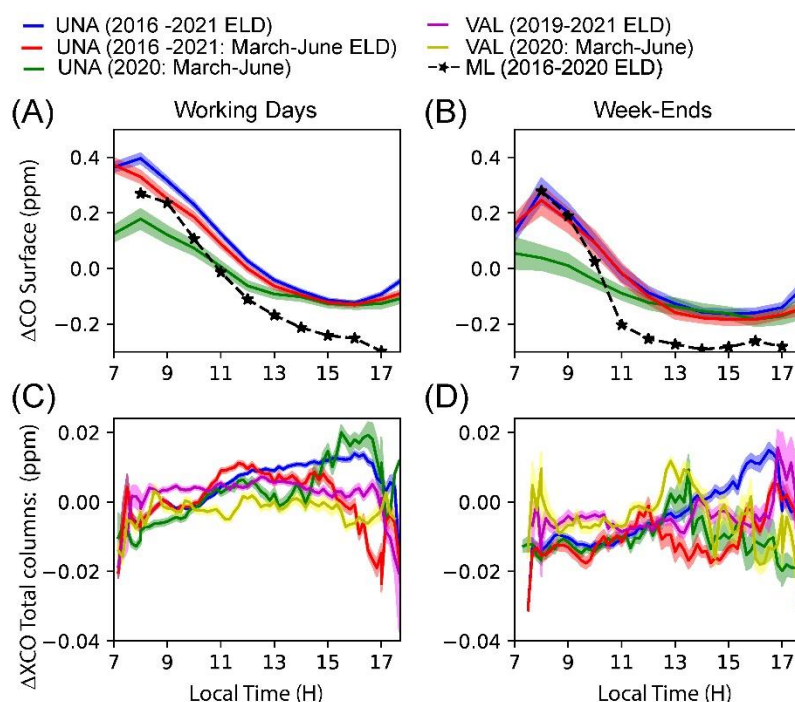 UNA (2016 -2021 ELD)
UNA (2016 -2021: March-June ELD)
UNA (2020: March-June)
VAL (2019-2021 ELD)
VAL (2020: March-June)
ML (2016-2020 ELD)
(A) Working Days
(B) Week-Ends
ΔCO Surface (ppm)
0.4
0.2
0.0
−0.2
7 9 11 13 15 17
0.4
0.2
0.0
−0.2
7 9 11 13 15 17
(C)
(D)
ΔXCO Total columns: (ppm)
0.02
0.00
−0.02
−0.04
7 9 11 13 15 17
Local Time (H)
0.02
0.00
−0.02
−0.04
7 9 11 13 15 17
Local Time (H)